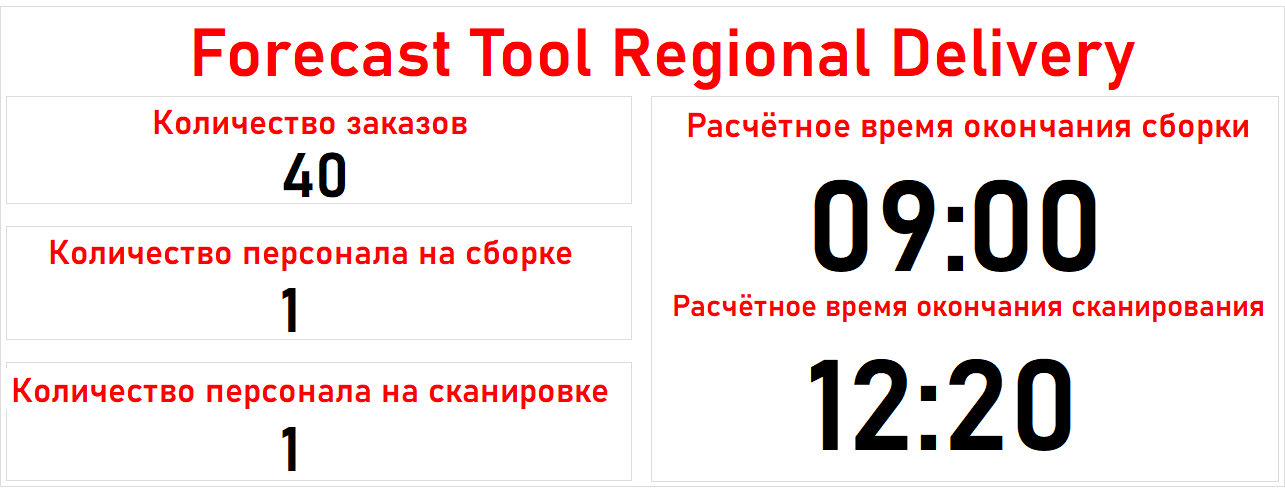 Forecast Tool Regional Delivery
Количество заказов
40
Количество персонала на сборке
1
Количество персонала на сканировке
1
Расчётное время окончания сборки
09:00
Расчётное время окончания сканирования
12:20